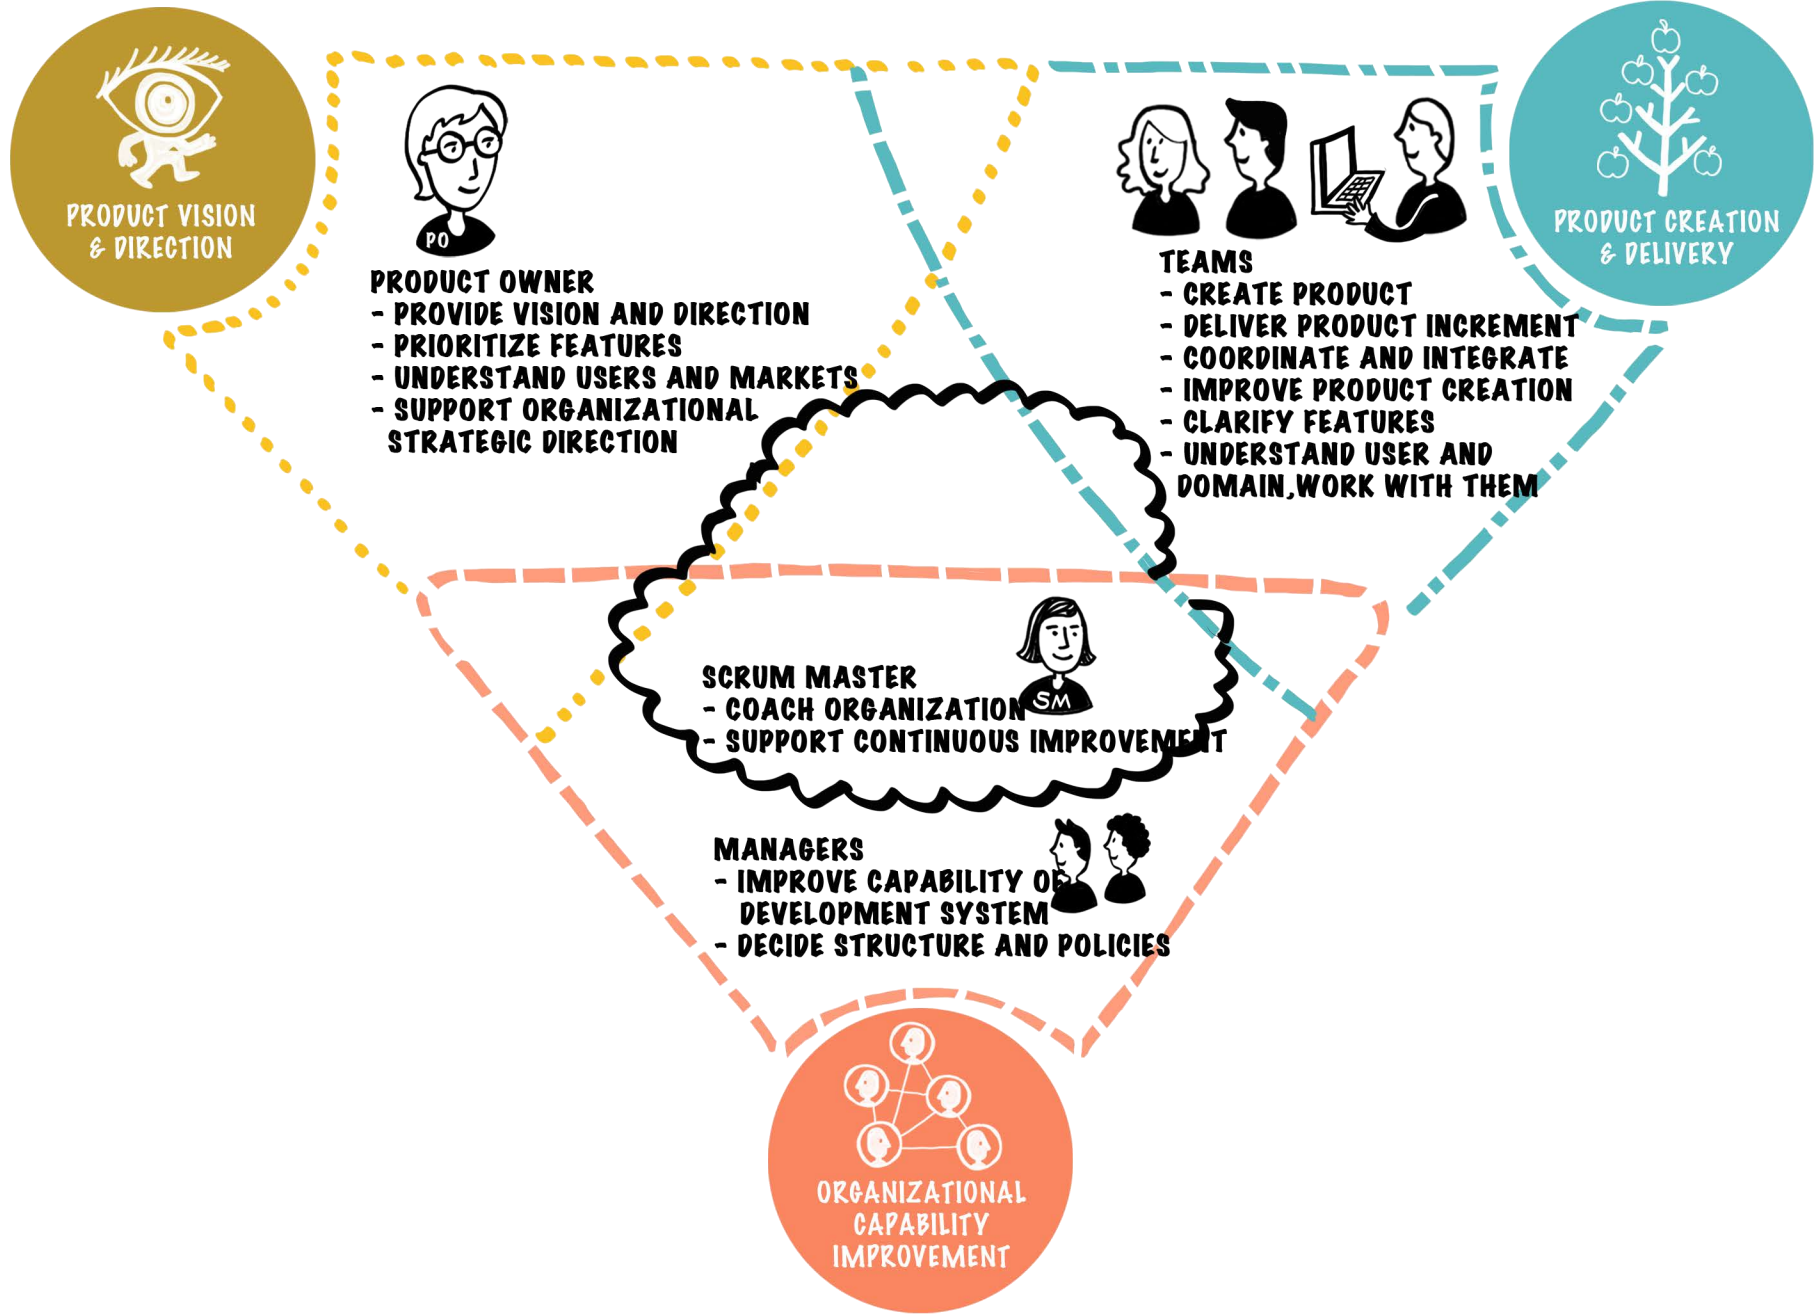 PRODUCT VISION
& DIRECTION
PO
PRODUCT OWNER
- PROVIDE VISION AND DIRECTION
- PRIORITIZE FEATURES
- UNDERSTAND USERS AND MARKETS
- SUPPORT ORGANIZATIONAL
STRATEGIC DIRECTION
TEAMS
- CREATE PRODUCT
- DELIVER PRODUCT INCREMENT
- COORDINATE AND INTEGRATE
- IMPROVE PRODUCT CREATION
- CLARIFY FEATURES
- UNDERSTAND USER AND
DOMAIN,WORK WITH THEM
PRODUCT CREATION
& DELIVERY
SCRUM MASTER
- COACH ORGANIZATION
- SUPPORT CONTINUOUS IMPROVEMENT
SM
MANAGERS
- IMPROVE CAPABILITY OF
DEVELOPMENT SYSTEM
- DECIDE STRUCTURE AND POLICIES
ORGANIZATIONAL
CAPABILITY
IMPROVEMENT